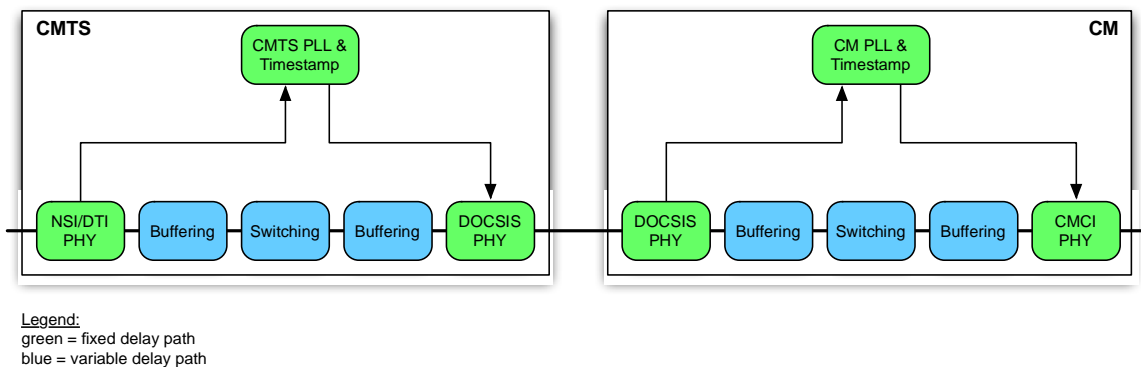 CMTS
CMTS PLL &
Timestamp
NSI/DTI
PHY
Buffering
Switching
Buffering
DOCSIS
PHY
CM
CM PLL &
Timestamp
DOCSIS
PHY
Buffering
Switching
Buffering
CMCI
PHY
Legend:
green = fixed delay path
blue = variable delay path